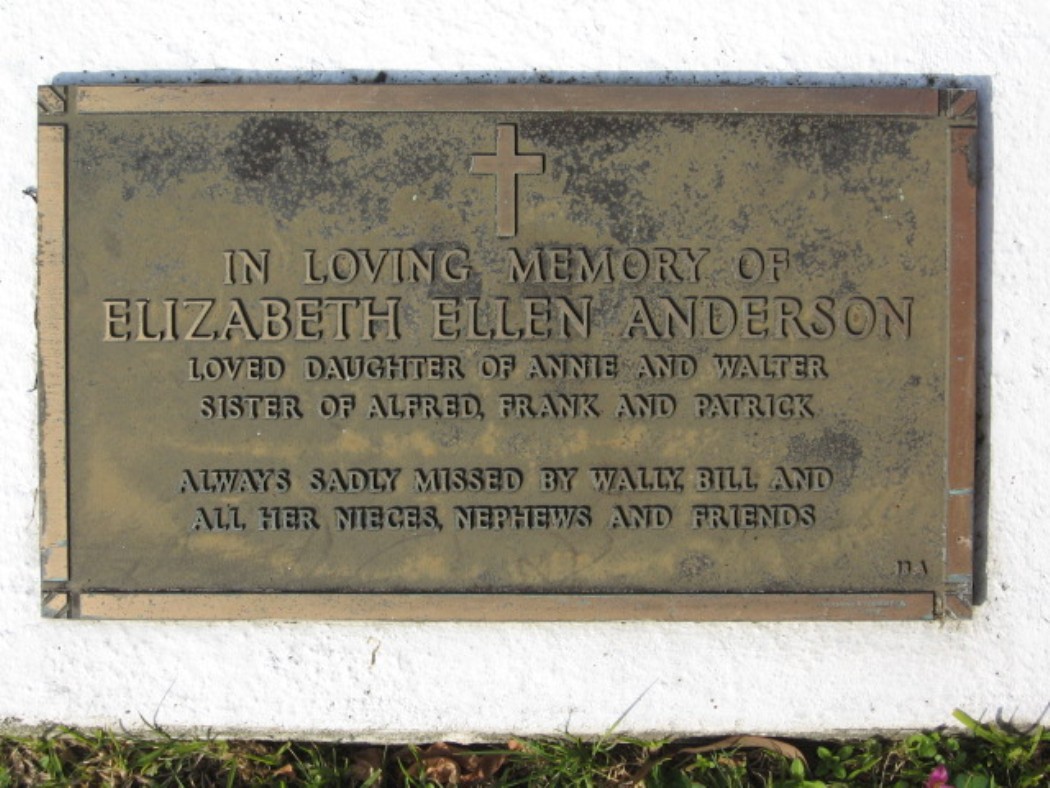 IN LOVING MEMORY OF
ELIZABETH ELLEN ANDERSON
LOVED DAUGHTER OF ANNIE AND WALTER
SISTER OF ALFRED, FRANK AND PATRICK
ALWAYS SADLY MISSED BY WALLY, BILL AND
ALL HER NIECES, NEPHEWS AND FRIENDS